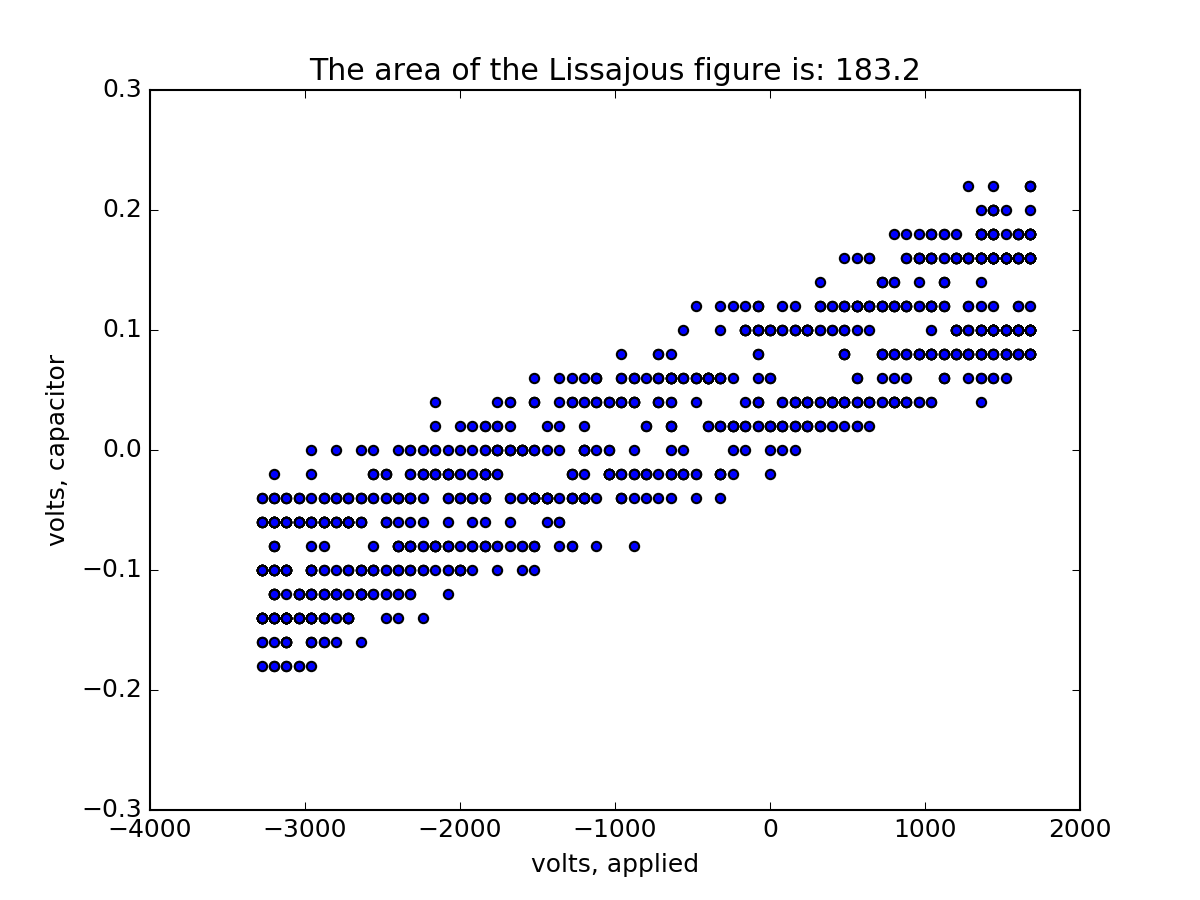 The area of the Lissajous figure is: 183.2
0.3
0.2
0.1
0.0
−0.1
−0.2
−0.3
volts, capacitor
−4000 −3000 −2000 −1000 0 1000 2000
volts, applied